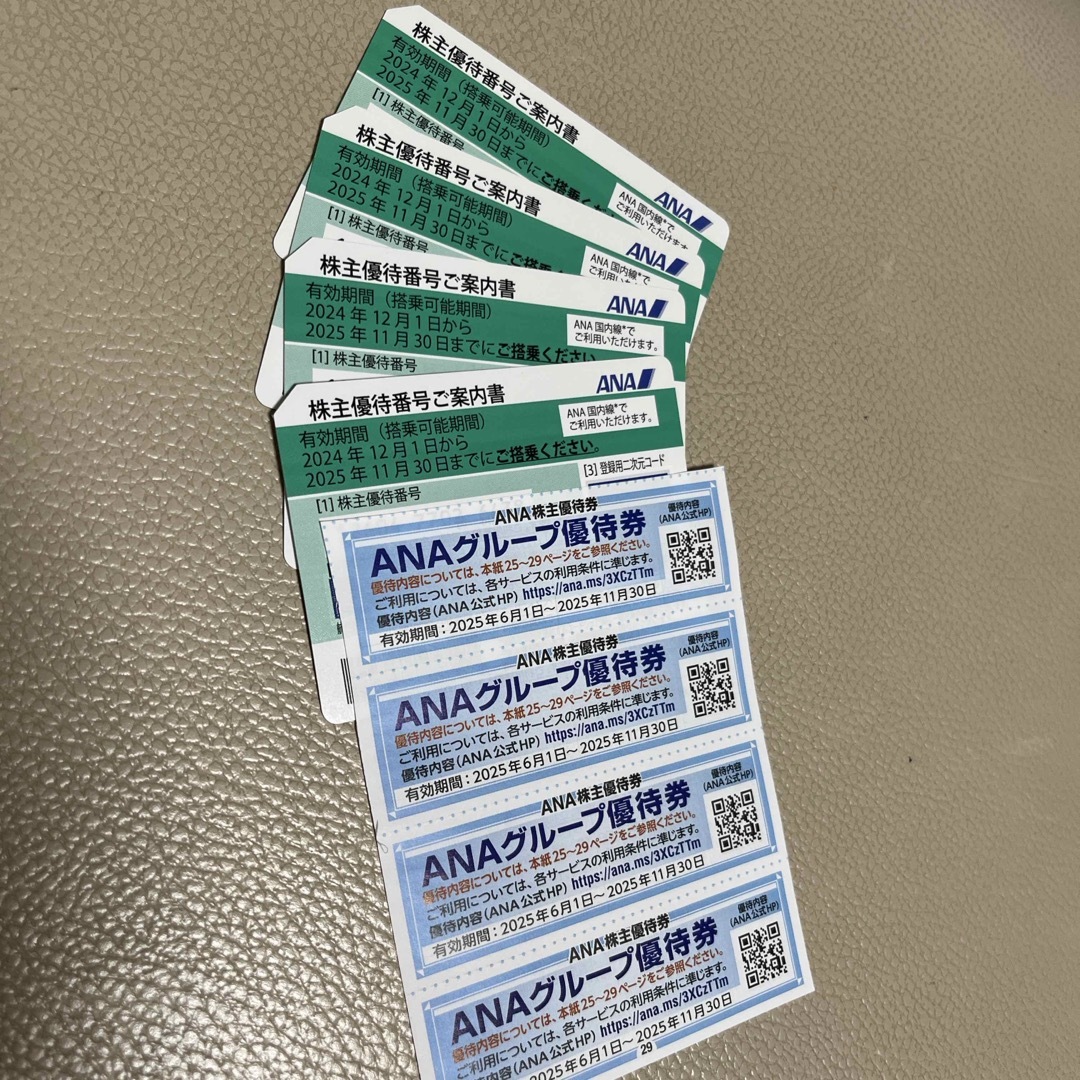 株主優待番号ご案内書
有効期間（搭乗可能期間）
2024年12月1日から
2025年11月30日までにご搭乗くだ
[1] 株主優待番号
ANA
ANA 国内線*で
ご利用いただけます
株主優待番号ご案内書
有効期間（搭乗可能期間）
2024年12月1日から
2025年11月30日までにご搭乗くだ
[1] 株主優待番号
ANA
ANA 国内線*で
ご利用いただけ
株主優待番号ご案内書
有効期間（搭乗可能期間）
2024年12月1日から
2025年11月30日までにご搭乗ください
[1] 株主優待番号
ANA
ANA 国内線*で
ご利用いただけます。
株主優待番号ご案内書
有効期間（搭乗可能期間）
2024年12月1日から
2025年11月30日までにご搭乗ください。
[1] 株主優待番号
ANA
ANA 国内線*で
ご利用いただけます。
[3] 登録用二次元コード
ANA株主優待券
ANAグループ優待券
優待内容については、本紙25～29ページをご参照ください。
ご利用については、各サービスの利用条件に準じます。
優待内容（ANA公式HP）https://ana.ms/3XCzTTm
有効期間：2025年6月1日～2025年11月30日
優待内容
（ANA公式HP）
ANA株主優待券
ANAグループ優待券
優待内容については、本紙25～29ページをご参照ください。
ご利用については、各サービスの利用条件に準じます。
優待内容（ANA公式HP）https://ana.ms/3XCzTTm
有効期間：2025年6月1日～2025年11月30日
優待内容
（ANA公式HP）
ANA株主優待券
ANAグループ優待券
優待内容については、本紙25～29ページをご参照ください。
ご利用については、各サービスの利用条件に準じます。
優待内容（ANA公式HP）https://ana.ms/3XCzTTm
有効期間：2025年6月1日～2025年11月30日
優待内容
（ANA公式HP）
ANA株主優待券
ANAグループ優待券
優待内容については、本紙25～29ページをご参照ください。
ご利用については、各サービスの利用条件に準じます。
優待内容（ANA公式HP）https://ana.ms/3XCzTTm
2025年6月1日～2025年11月30日
優待内容
（ANA公式HP）
29